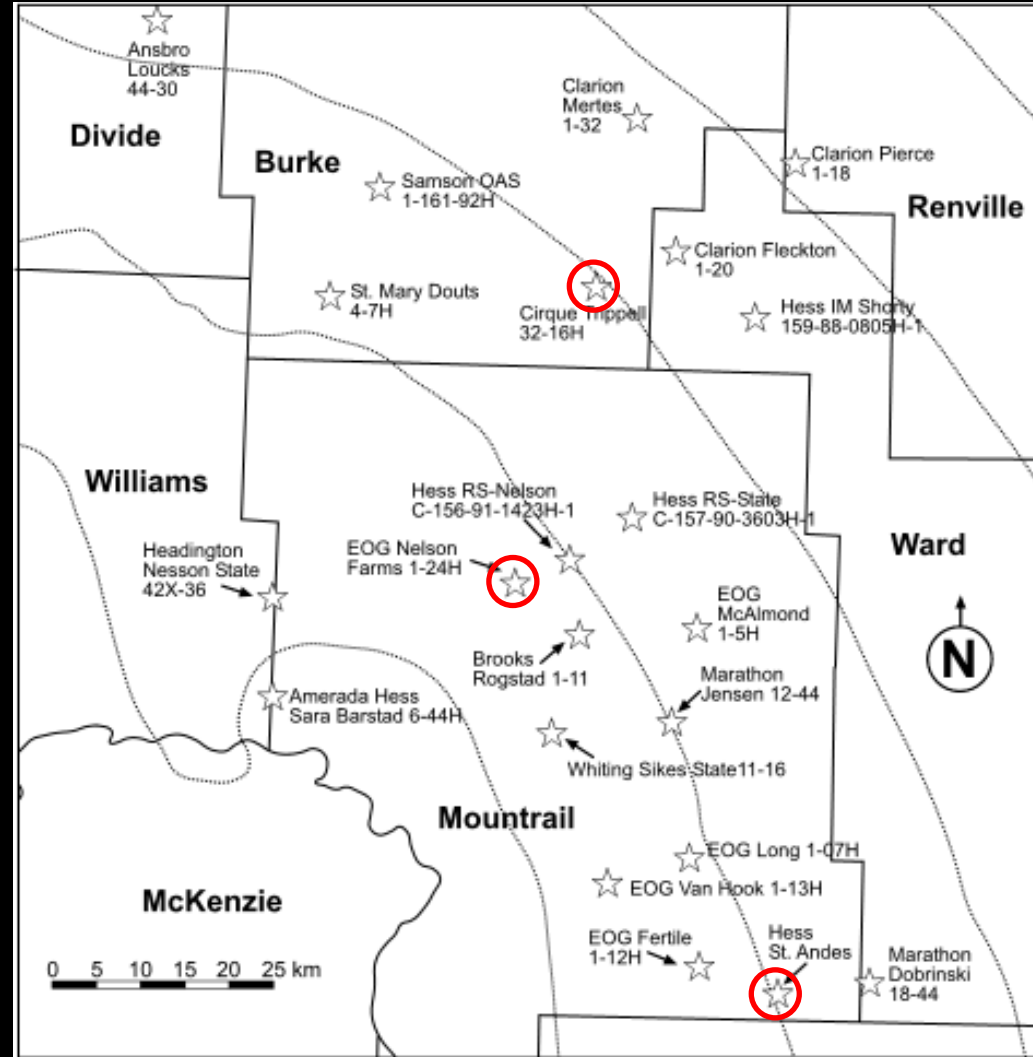 Ansbro
Loucks
44-30
Divide
Burke
Clarion
Mertes
1-32
Clarion Pierce
1-18
Renville
Samson OAS
1-161-92H
Clarion Fleckton
1-20
St. Mary Douts
4-7H
Cirque Trippell
32-16H
Hess IM Shorty
159-88-0805H-1
Williams
Hess RS-Nelson
C-156-91-1423H-1
Hess RS-State
C-157-90-3603H-1
Ward
Headington
Nesson State
42X-36
EOG Nelson
Farms 1-24H
EOG
McAlmond
1-5H
N
Brooks
Rogstad 1-11
Marathon
Jensen 12-44
Amerada Hess
Sara Barstad 6-44H
Whiting Sikes State11-16
Mountrail
EOG Long 1-07H
EOG Van Hook 1-13H
McKenzie
EOG Fertile
1-12H
Hess
St. Andes
Marathon
Dobrinski
18-44
0 5 10 15 20 25 km